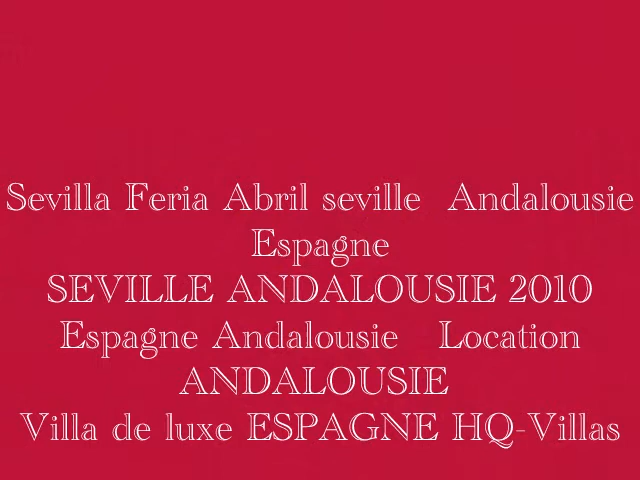 Sevilla Feria Abril seville Andalousie
Espagne
SEVILLE ANDALOUSIE 2010
Espagne Andalousie Location
ANDALOUSIE
Villa de luxe ESPAGNE HQ-Villas